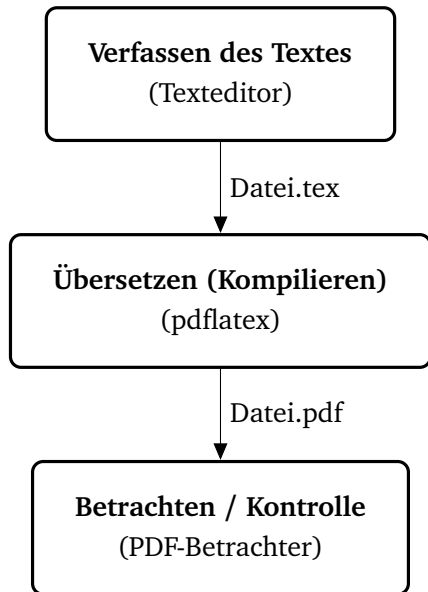 Verfassen des Textes
(Texteditor)
Datei.tex
Übersetzen (Kompilieren)
(pdflatex)
Datei.pdf
Betrachten / Kontrolle
(PDF-Betrachter)